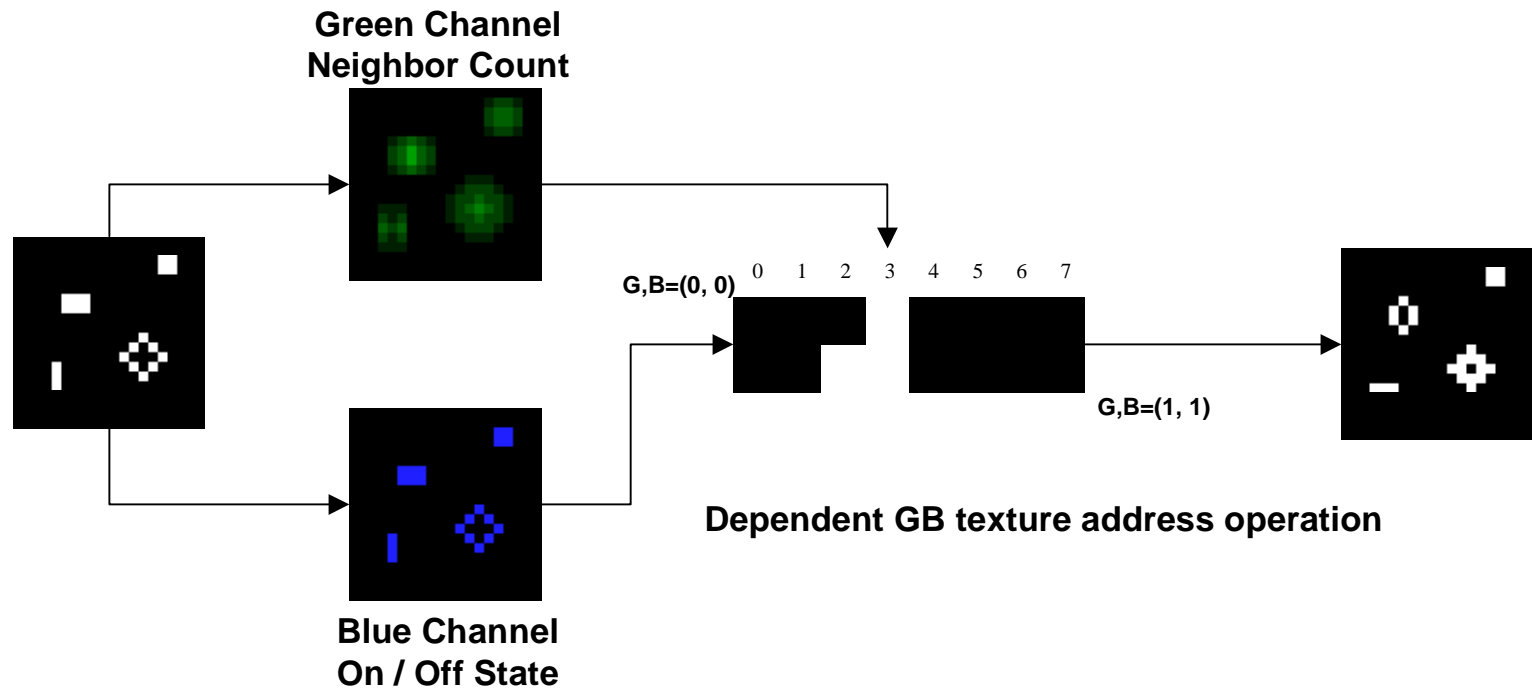 Green Channel
Neighbor Count
0 1 2 3 4 5 6 7
G,B=(0, 0)
G,B=(1, 1)
Dependent GB texture address operation
Blue Channel
On / Off State